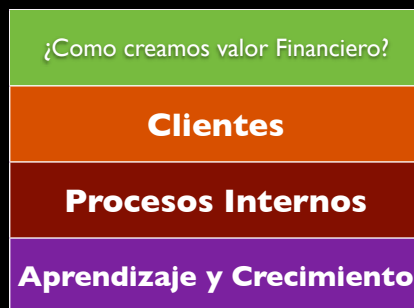 ¿Como creamos valor Financiero?
Clientes
Procesos Internos
Aprendizaje y Crecimiento